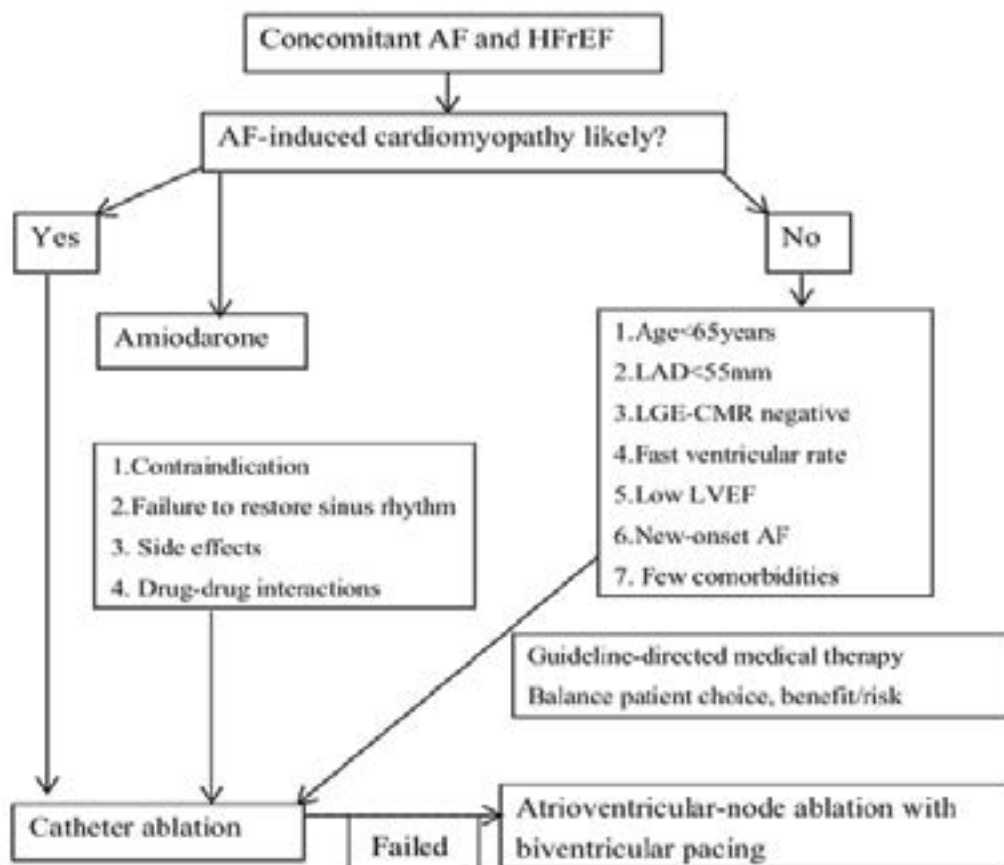 Concomitant AF and HFrEF
AF-induced cardiomyopathy likely?
Yes
No
Amiodarone
1.Age<65years
2.LAD<55mm
3.LGE-CMR negative
4.Fast ventricular rate
5.Low LVEF
6.New-onset AF
7. Few comorbidities
1.Contraindication
2.Failure to restore sinus rhythm
3. Side effects
4. Drug-drug interactions
Guideline-directed medical therapy
Balance patient choice, benefit/risk
Catheter ablation
Failed
Atrioventricular-node ablation with
biventricular pacing